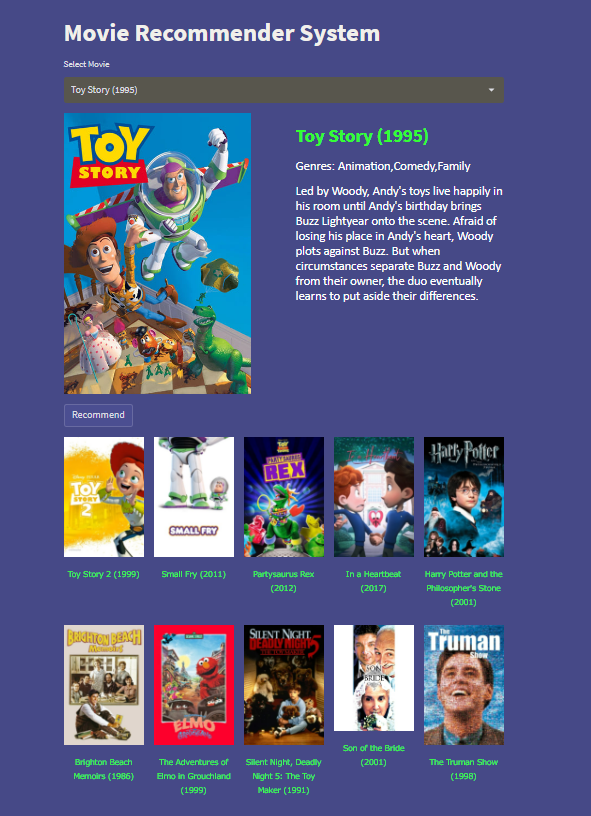 Movie Recommender System
Select Movie
Toy Story (1995)
TOY
STORY
Toy Story (1995)
Genres: Animation,Comedy,Family
Led by Woody, Andy's toys live happily in
his room until Andy's birthday brings
Buzz Lightyear onto the scene. Afraid of
losing his place in Andy's heart, Woody
plots against Buzz. But when
circumstances separate Buzz and Woody
from their owner, the duo eventually
learns to put aside their differences.
Recommend
TOY
STORY
2
SMALL FRY
PARTYSAURUS
REX
In a Heartbeat
Harry Potter
Toy Story 2 (1999)
Small Fry (2011)
Partysaurus Rex
(2012)
In a Heartbeat
(2017)
Harry Potter and the
Philosopher's Stone
(2001)
BRIGHTON BEACH
Memoirs
ELMO
SILENT NIGHT,
DEADLY NIGHT 5
SON
OF THE
BRIDE
The
Truman
Show
Brighton Beach
Memoirs (1986)
The Adventures of
Elmo in Grouchland
(1999)
Silent Night, Deadly
Night 5: The Toy
Maker (1991)
Son of the Bride
(2001)
The Truman Show
(1998)